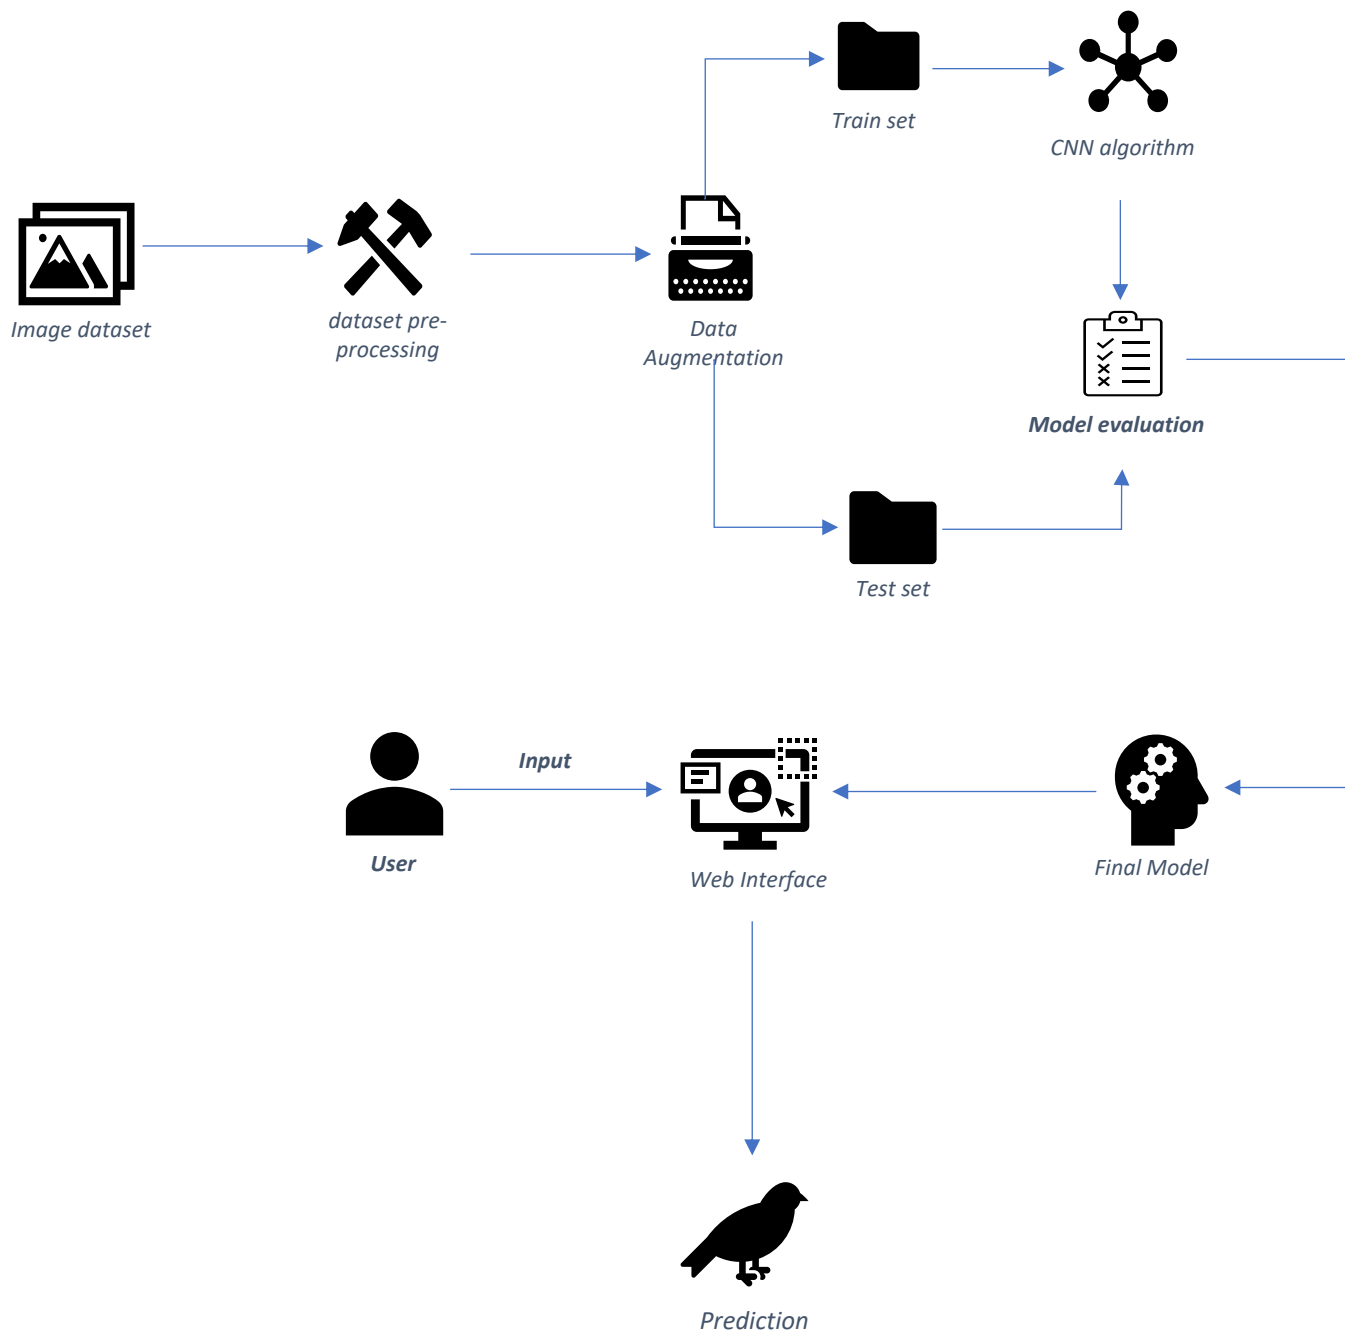 Train set
CNN algorithm
Image dataset
dataset pre-
processing
Data
Augmentation
Model evaluation
Test set
Input
User
Web Interface
Final Model
Prediction